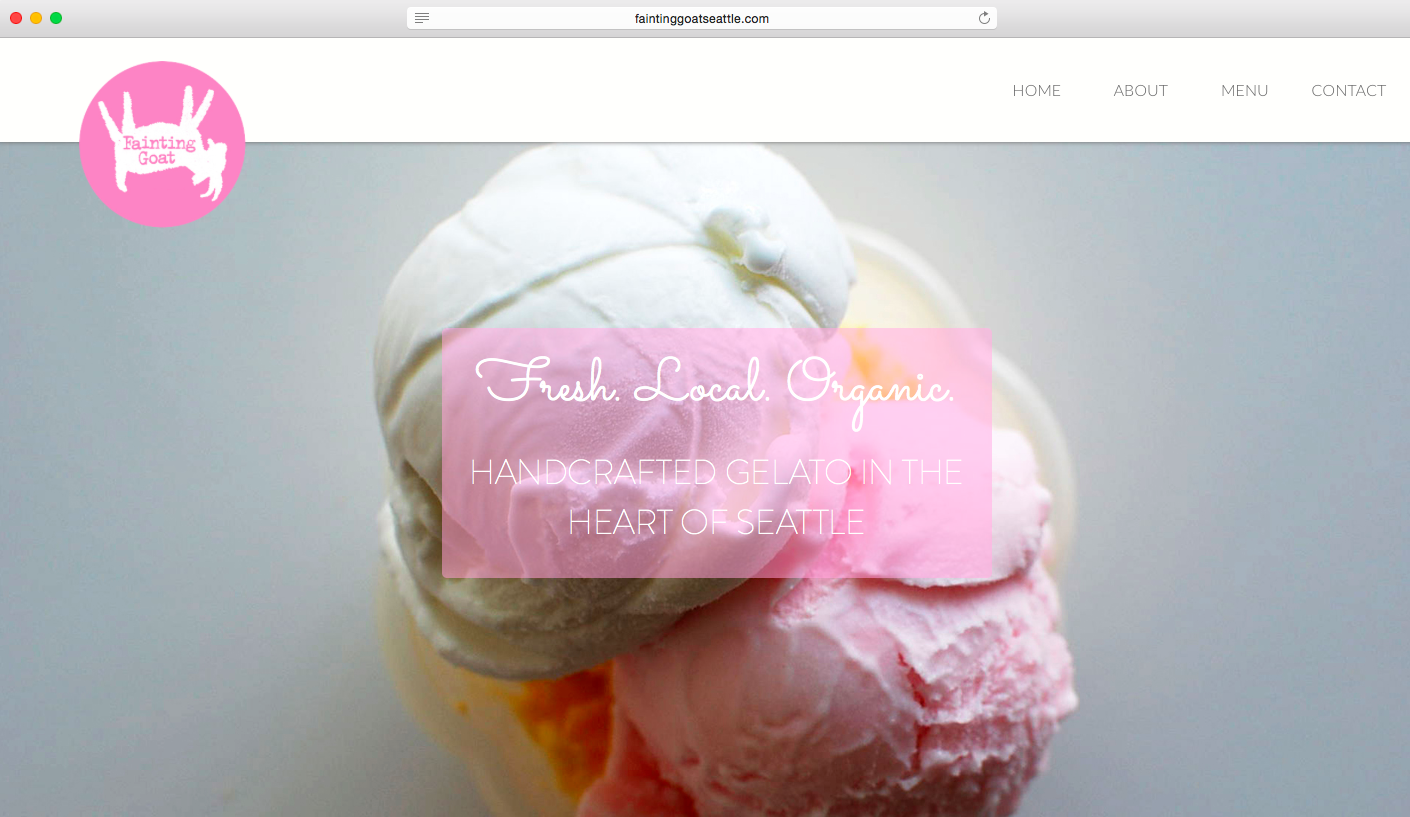 faintinggoatseattle.com
Fainting
Goat
HOME ABOUT MENU CONTACT
Fresh. Local. Organic.
HANDCRAFTED GELATO IN THE
HEART OF SEATTLE